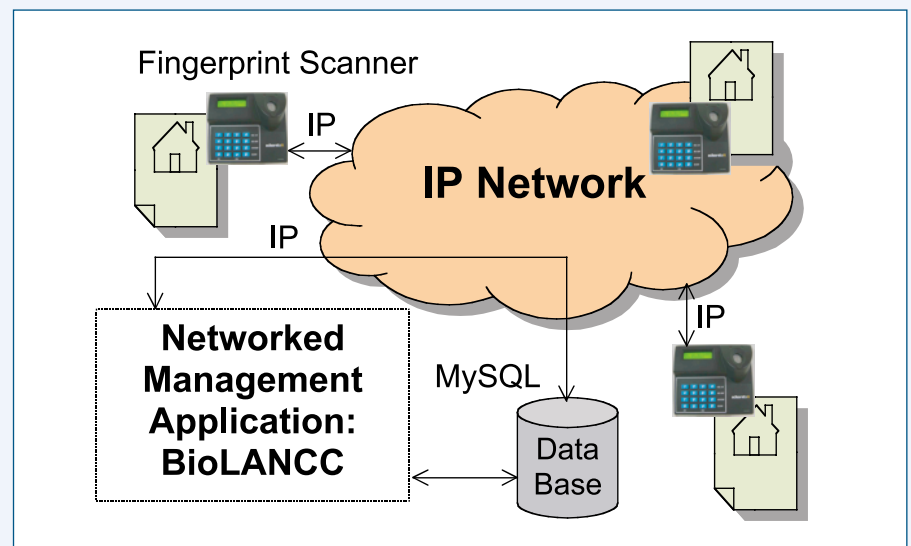 Fingerprint Scanner
IP
IP Network
IP
IP
Networked
Management
Application:
BioLANCC
MySQL
Data
Base